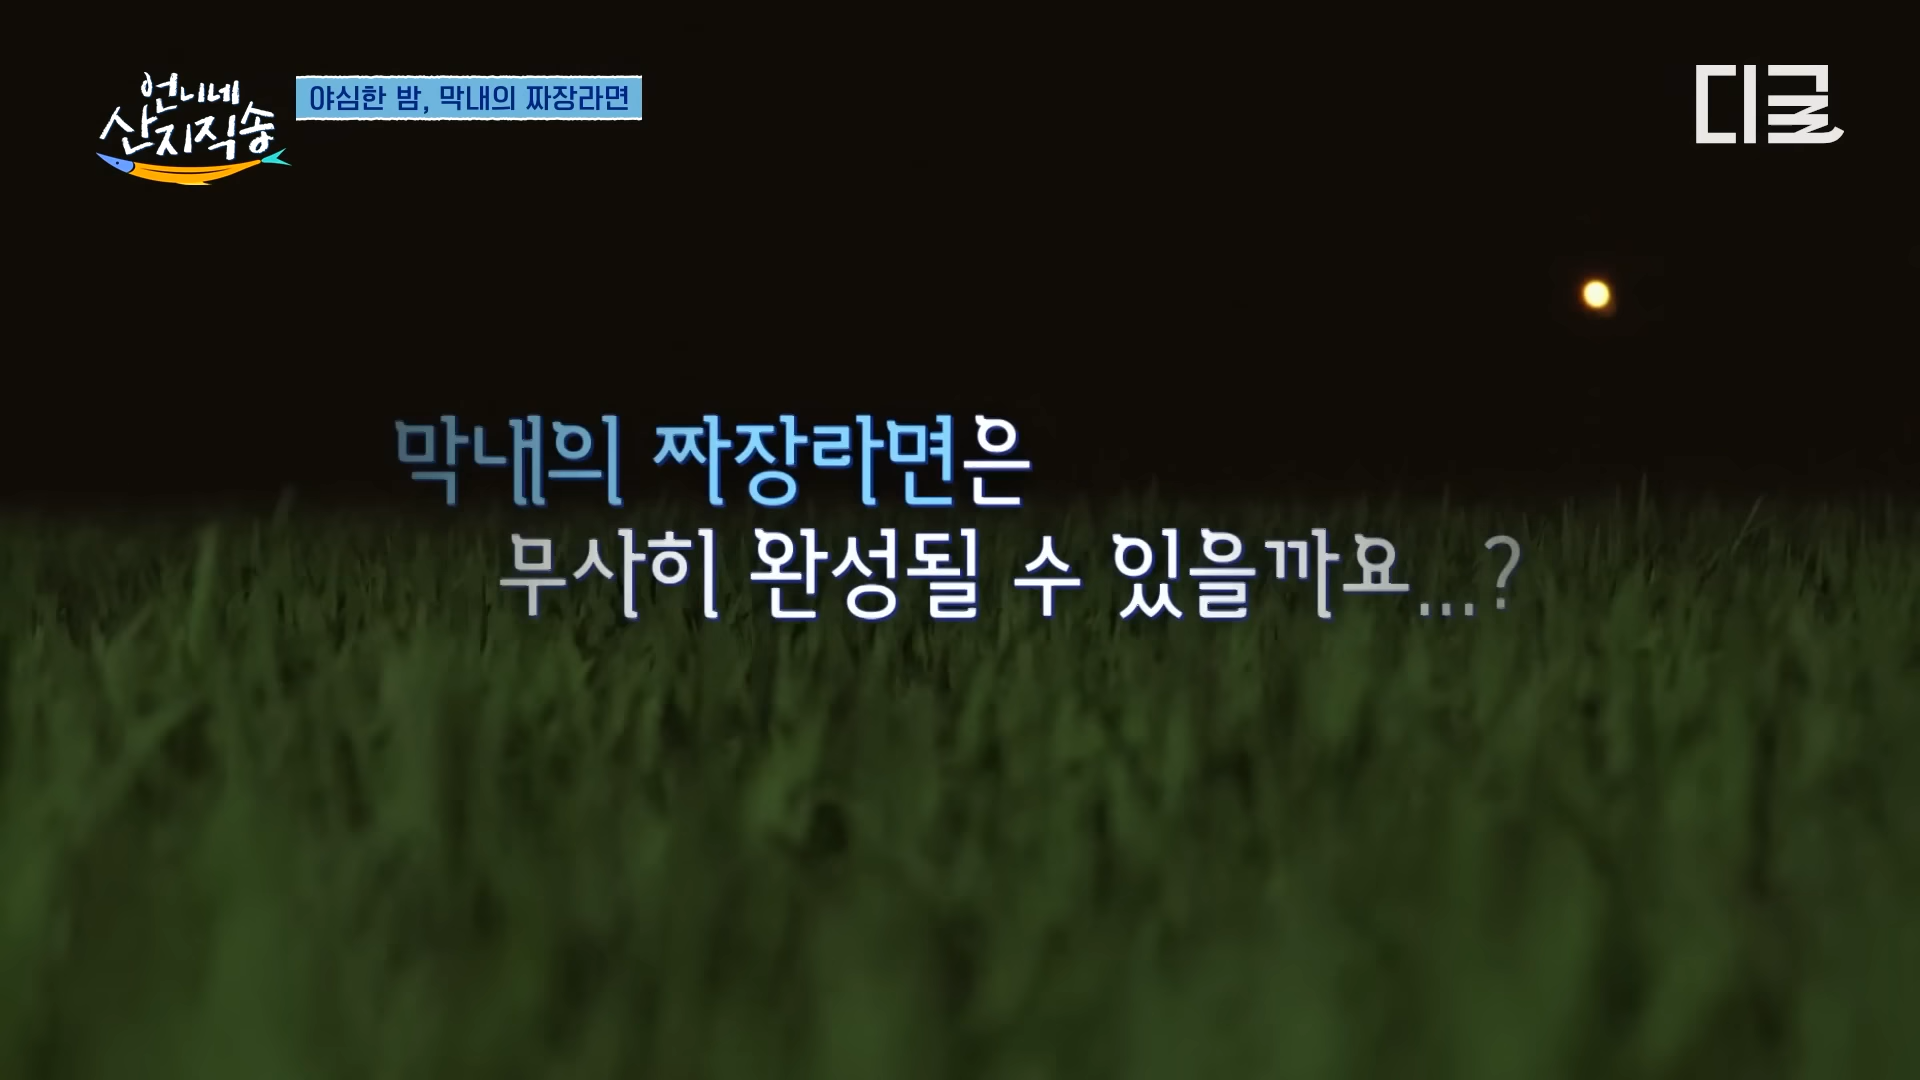 언니네
산지직송
야심한 밤, 막내의 짜장라면
디글
막내의 짜장라면은
무사히 완성될 수 있을까요...?